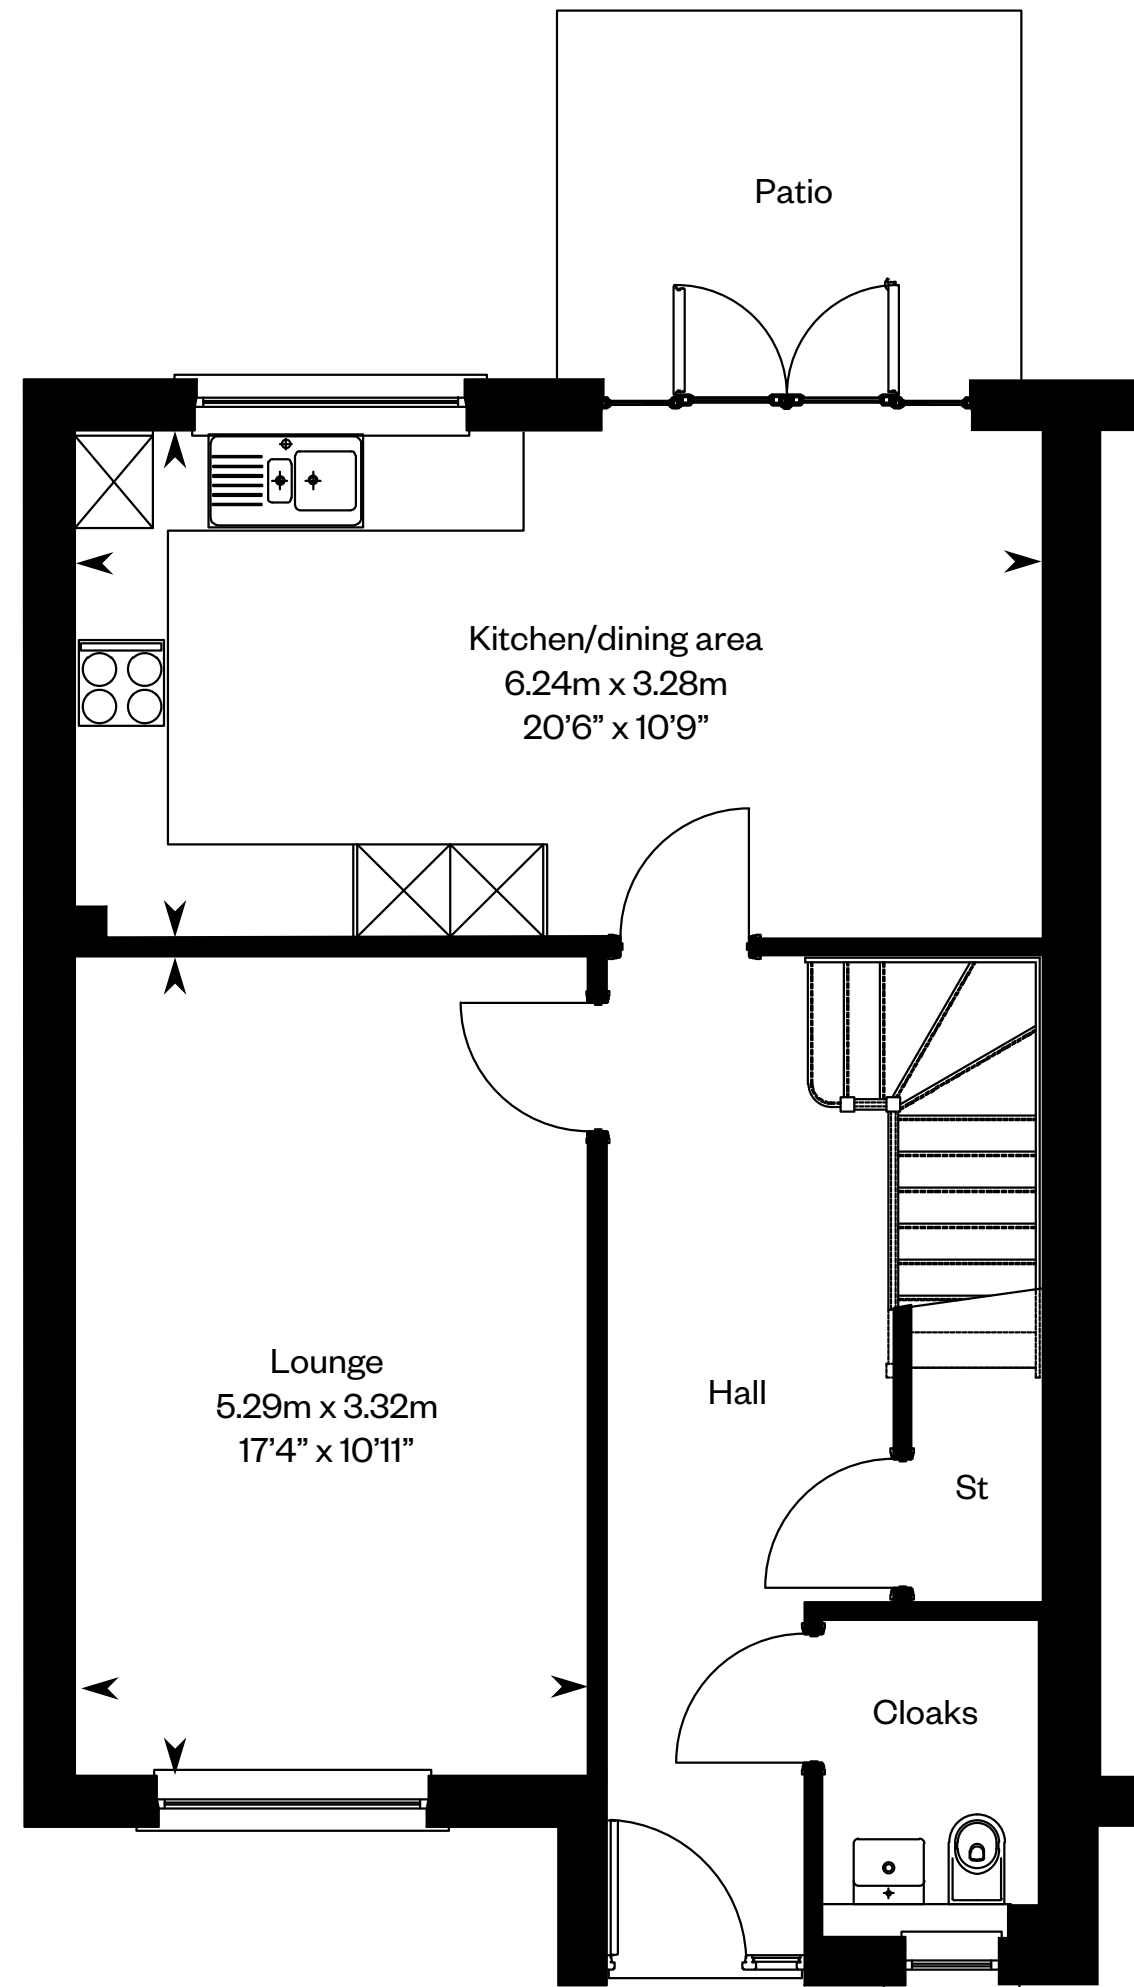 Patio
Kitchen/dining area
6.24m x 3.28m
20’6” x 10’9”
Lounge
5.29m x 3.32m
17’4” x 10’11”
Hall
St
Cloaks